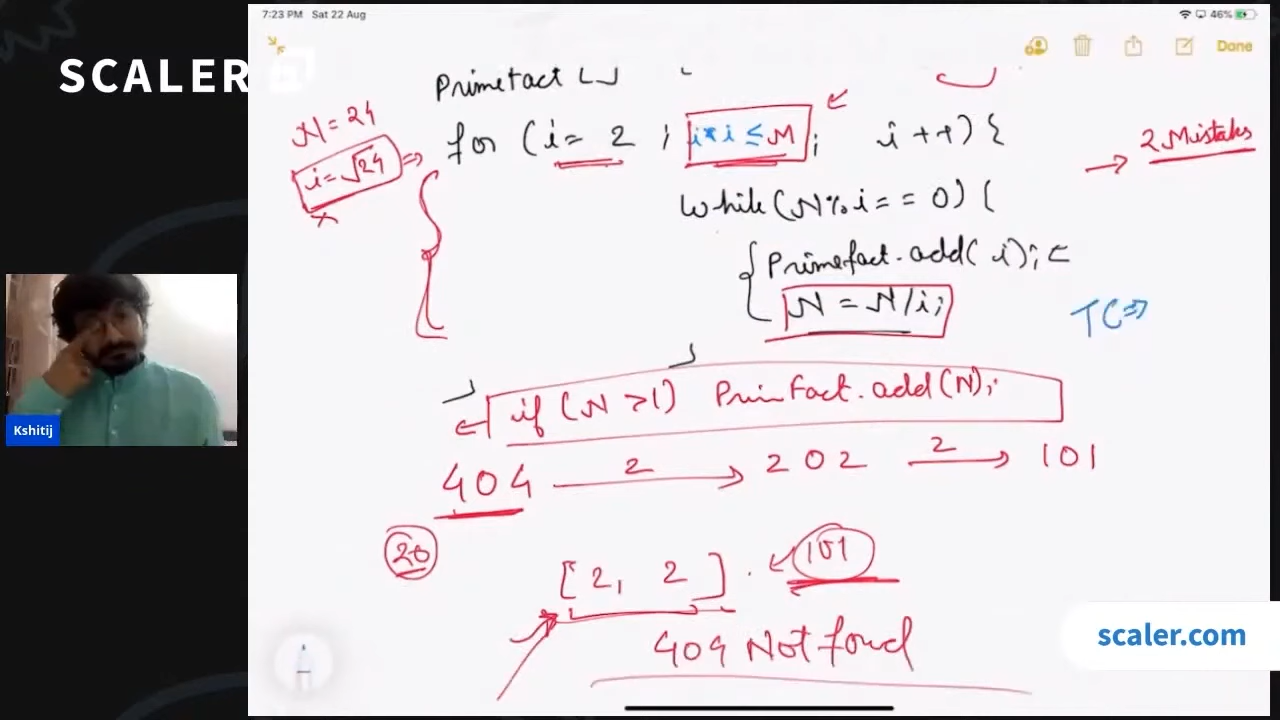 7:23 PM Sat 22 Aug
46%
Done
SCALER
Primefact [ ]
N = 24
i = √24 ⇒
for ( i = 2 ; i * i ≤ N ; i ++ ) {
→ 2 Mistakes
While ( N % i = = 0 ) {
{ Primefact.add( i );
N = N / i ;
TC ⇒
if ( N > 1 ) Primfact.add(N);
404 —2→ 202 —2→ 101
20
[ 2, 2 ] . 101
404 Not found
Kshitij
scaler.com